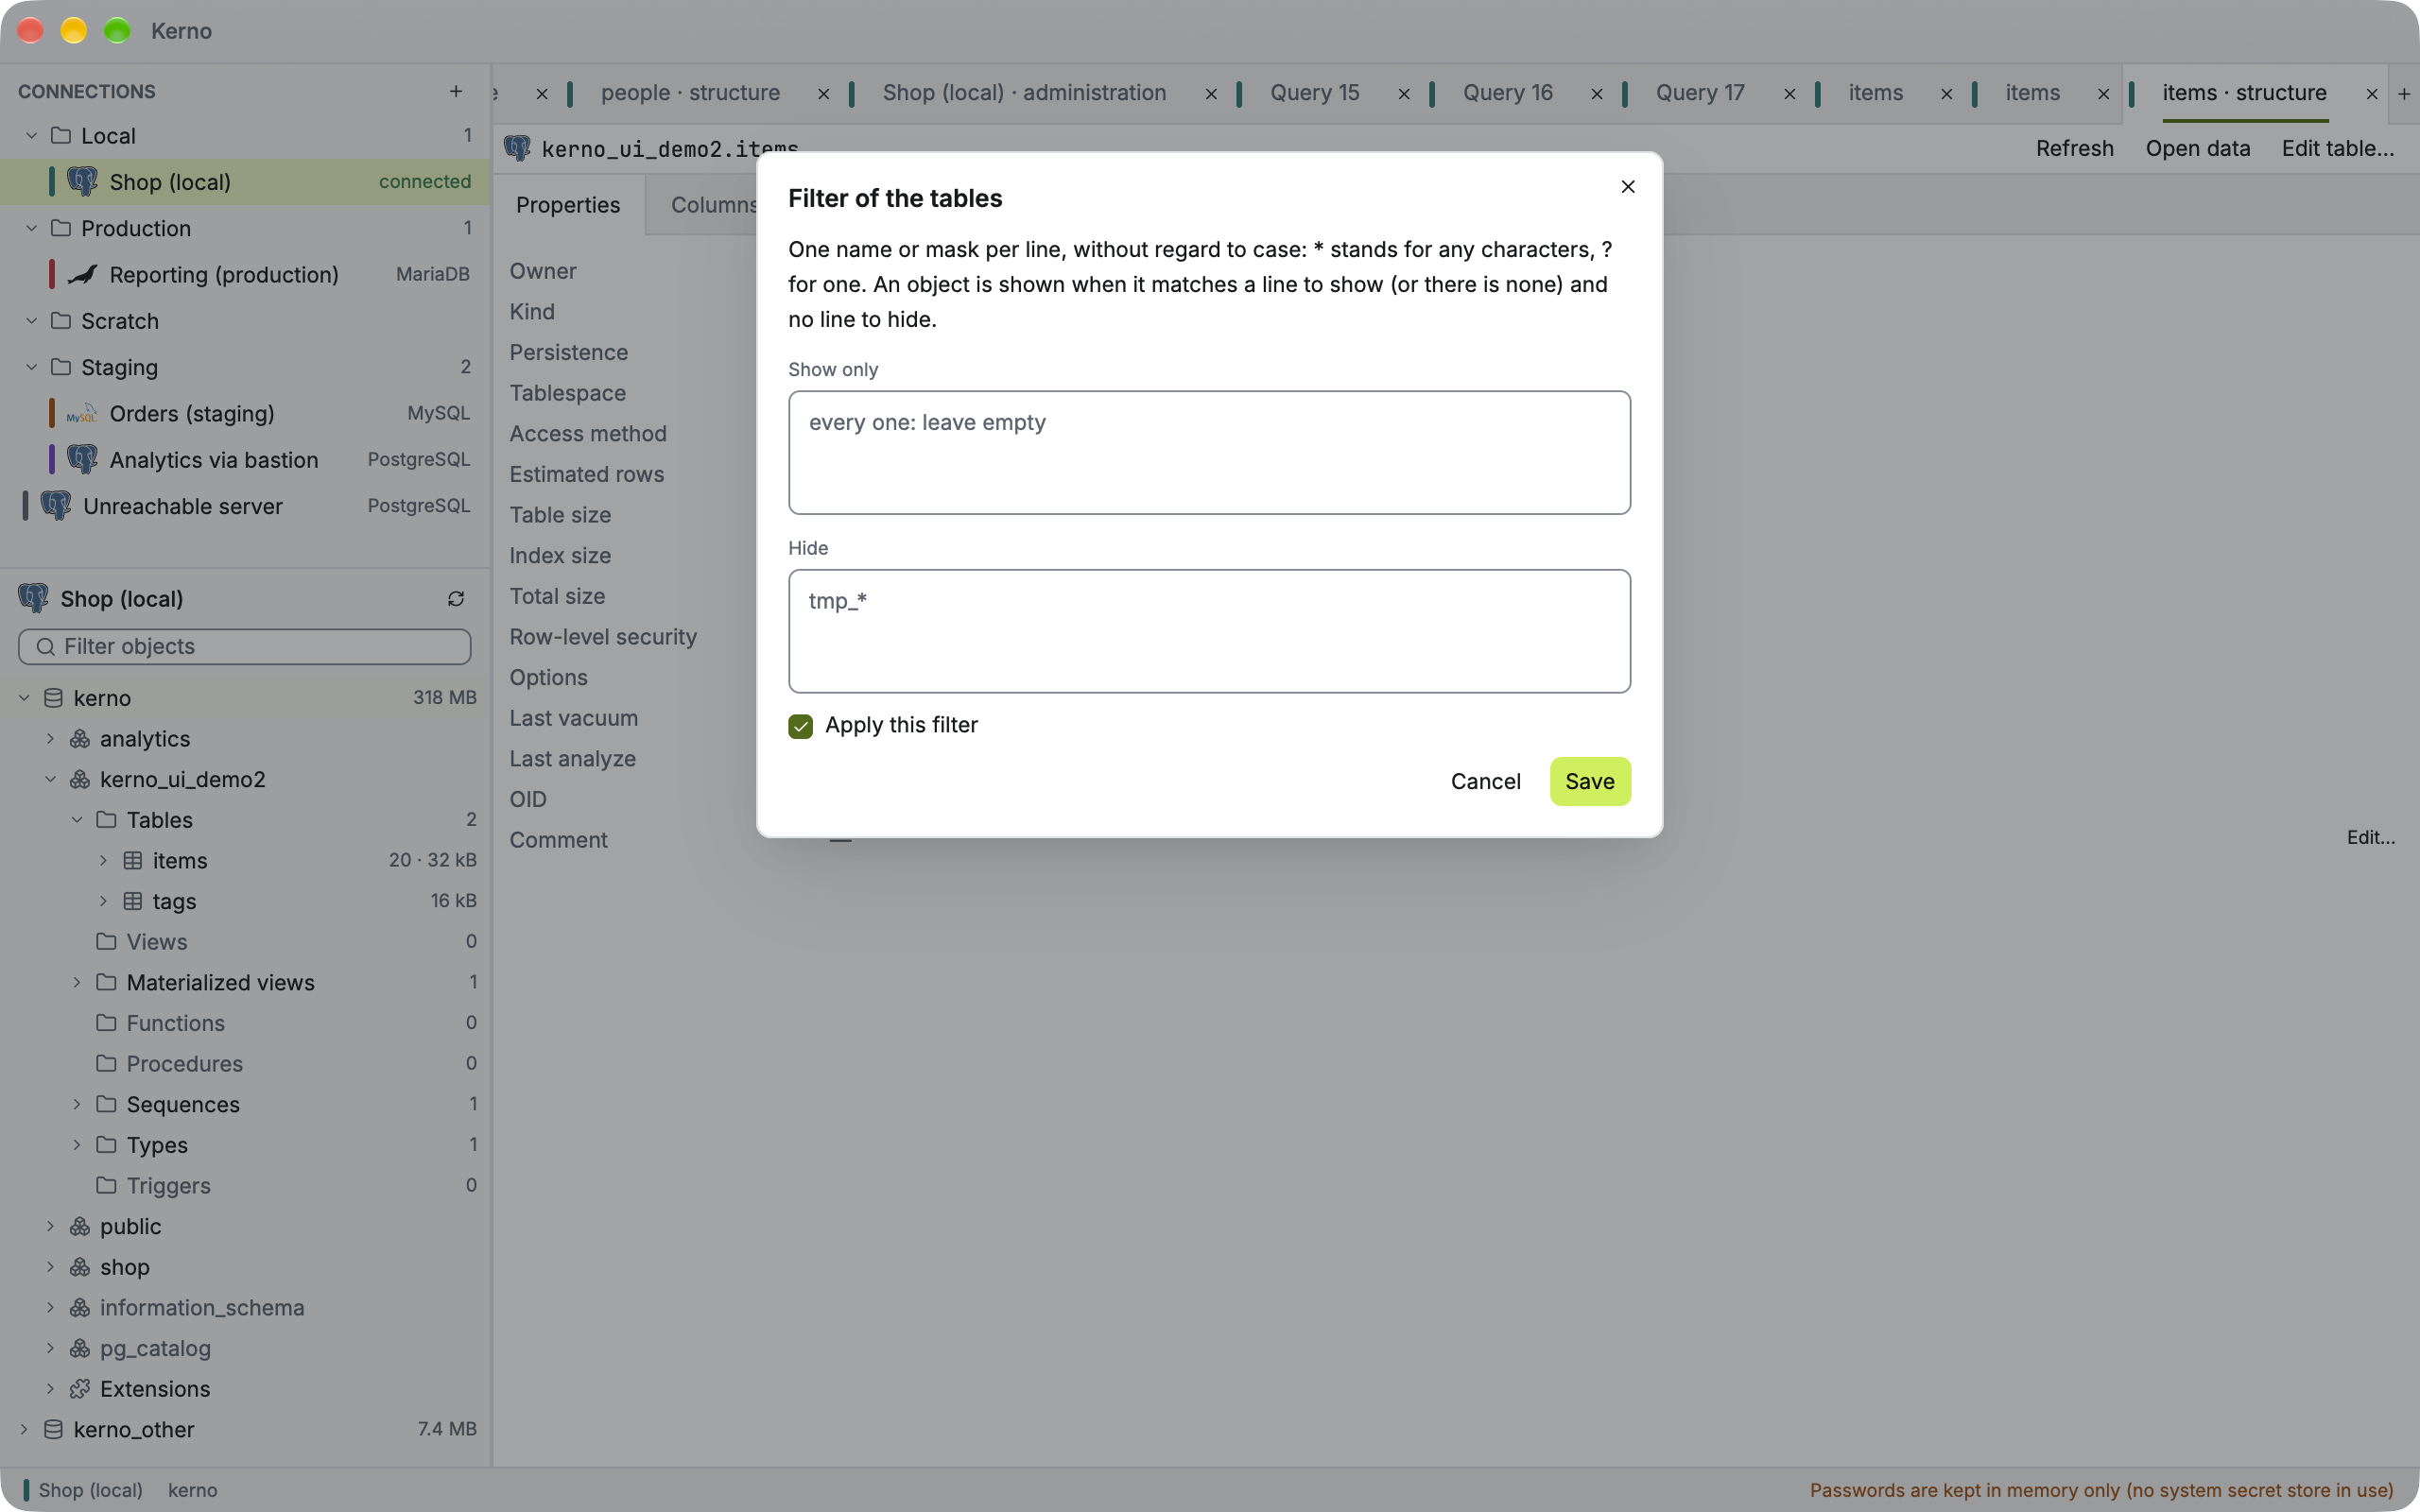 Kerno
CONNECTIONS
Local 1
Shop (local) connected
Production 1
Reporting (production) MariaDB
Scratch
Staging 2
MySQL Orders (staging) MySQL
Analytics via bastion PostgreSQL
Unreachable server PostgreSQL
Shop (local)
Filter objects
kerno 318 MB
analytics
kerno_ui_demo2
Tables 2
items 20 · 32 kB
tags 16 kB
Views 0
Materialized views 1
Functions 0
Procedures 0
Sequences 1
Types 1
Triggers 0
public
shop
information_schema
pg_catalog
Extensions
kerno_other 7.4 MB
people · structure
Shop (local) · administration
Query 15
Query 16
Query 17
items
items
items · structure
kerno_ui_demo2.items
Refresh Open data Edit table...
Properties Columns
Owner
Kind
Persistence
Tablespace
Access method
Estimated rows
Table size
Index size
Total size
Row-level security
Options
Last vacuum
Last analyze
OID
Comment — Edit...
Filter of the tables
One name or mask per line, without regard to case: * stands for any characters, ?
for one. An object is shown when it matches a line to show (or there is none) and
no line to hide.
Show only
every one: leave empty
Hide
tmp_*
Apply this filter
Cancel Save
Shop (local) kerno
Passwords are kept in memory only (no system secret store in use)